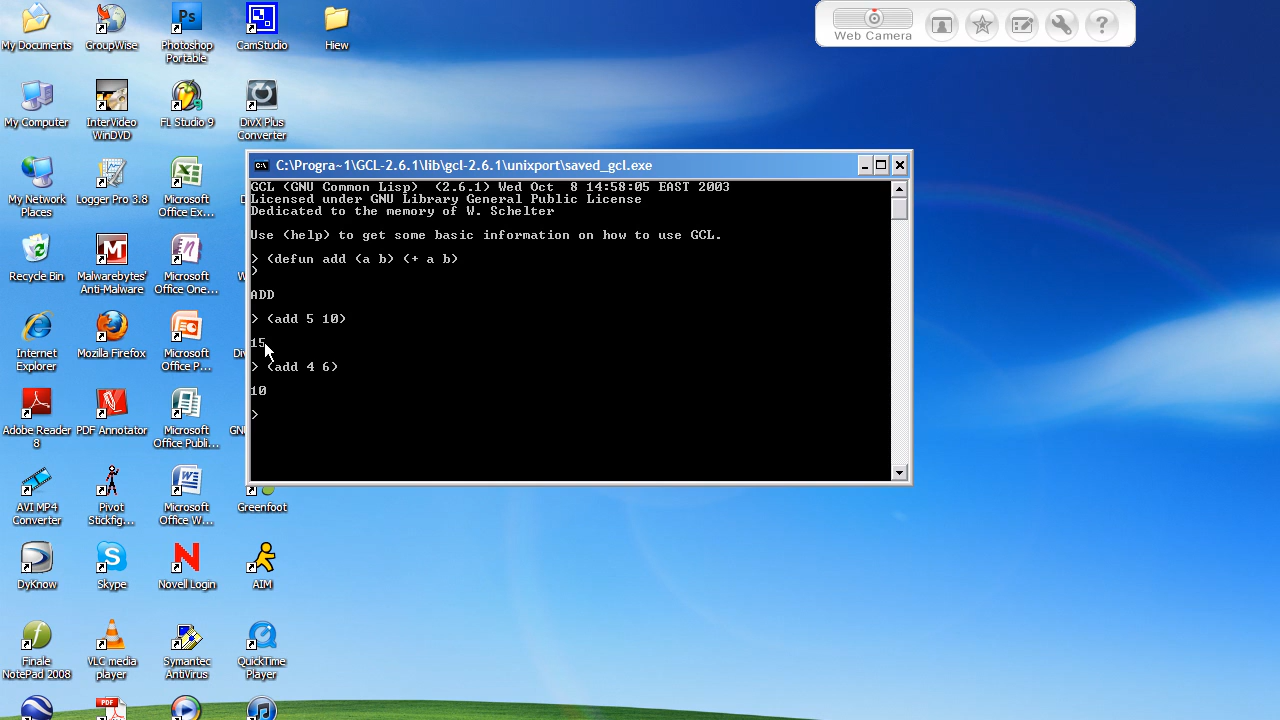 My Documents
GroupWise
Photoshop
Portable
CamStudio
Hiew
Web Camera
My Computer
InterVideo
WinDVD
FL Studio 9
DivX Plus
Converter
My Network
Places
Logger Pro 3.8
Microsoft
Office Ex...
Recycle Bin
Malwarebytes'
Anti-Malware
Microsoft
Office One...
Internet
Explorer
Mozilla Firefox
Microsoft
Office P...
Adobe Reader
8
PDF Annotator
Microsoft
Office Publi...
AVI MP4
Converter
Pivot
Stickfig...
Microsoft
Office W...
Greenfoot
DyKnow
Skype
Novell Login
AIM
Finale
NotePad 2008
VLC media
player
Symantec
AntiVirus
QuickTime
Player
PDF
C:\Progra~1\GCL-2.6.1\lib\gcl-2.6.1\unixport\saved_gcl.exe
GCL (GNU Common Lisp)  (2.6.1) Wed Oct  8 14:58:05 EAST 2003
Licensed under GNU Library General Public License
Dedicated to the memory of W. Schelter
Use (help) to get some basic information on how to use GCL.
> (defun add (a b) (+ a b)
)
ADD
> (add 5 10)
15
> (add 4 6)
10
>